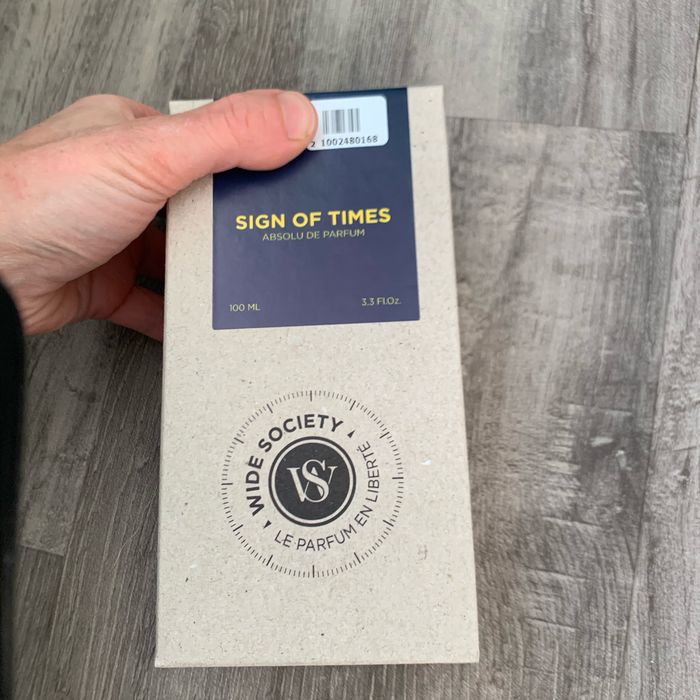 2 1002480168
SIGN OF TIMES
ABSOLU DE PARFUM
100 ML
3.3 Fl.Oz.
WIDE SOCIETY
WS
LE PARFUM EN LIBERTÉ